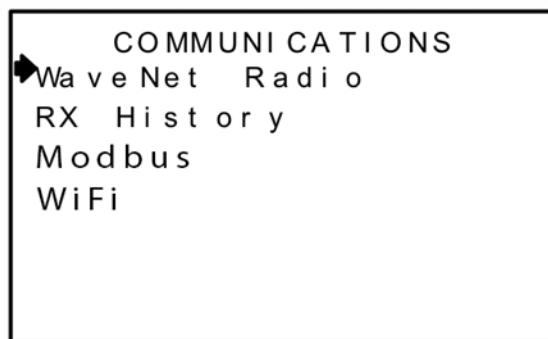 COMMUNICATIONS
WaveNet Radio
RX History
Modbus
WiFi